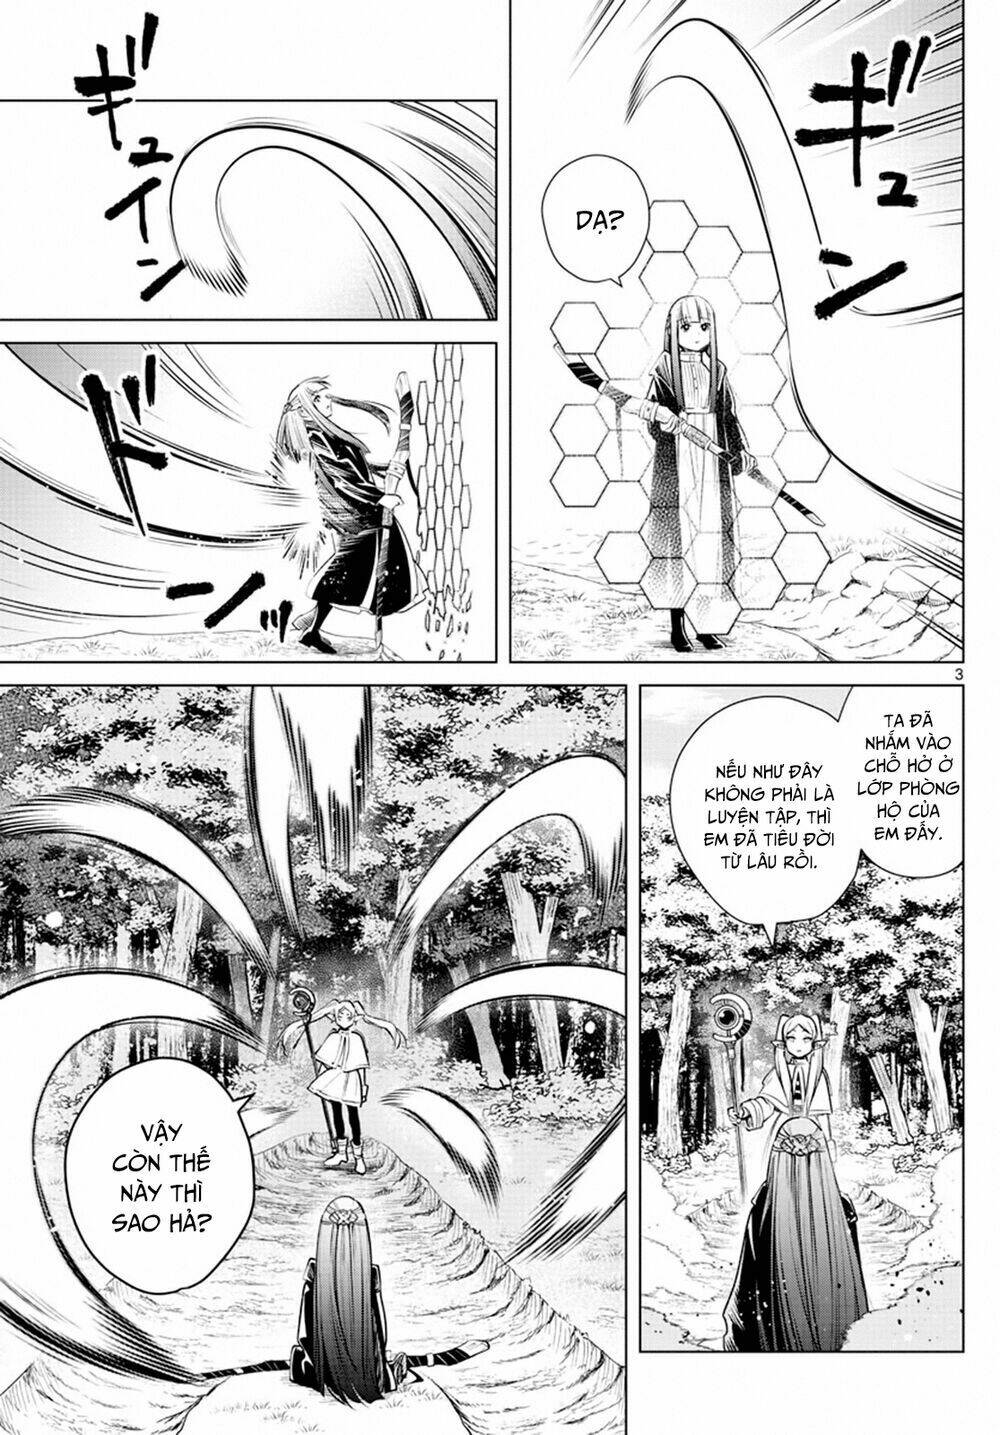 ギュ
ン
DẠ?
ギュイン
ドドッ
3
TA ĐÃ
NHẮM VÀO
CHỖ HỞ Ở
LỚP PHÒNG
HỘ CỦA
EM ĐẤY.
NẾU NHƯ ĐÂY
KHÔNG PHẢI LÀ
LUYỆN TẬP, THÌ
EM ĐÃ TIÊU ĐỜI
TỪ LÂU RỒI.
VẬY
CÒN THẾ
NÀY THÌ
SAO HẢ?